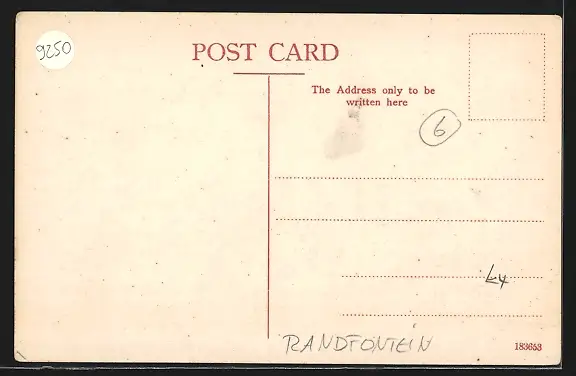 9250
POST CARD
The Address only to be
written here
6
L4
RANDFONTEIN
183653